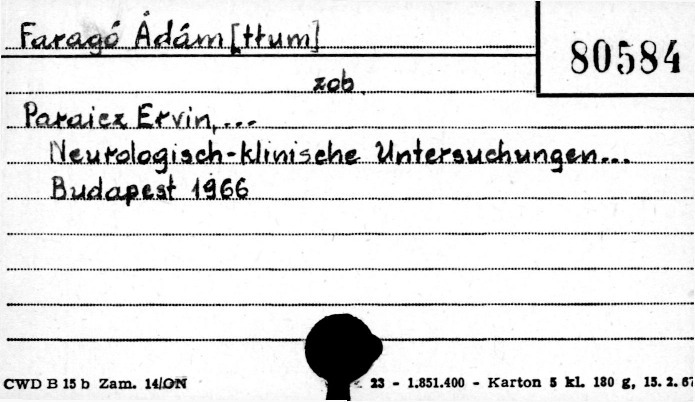 Faragó Ádám [tłum]
80584
zob.
Paraicz Ervin, ...
Neurologisch-klinische Untersuchungen...
Budapest 1966
CWD B 15 b Zam. 14/ON
23 - 1.851.400 - Karton 5 kl. 180 g, 15. 2. 67